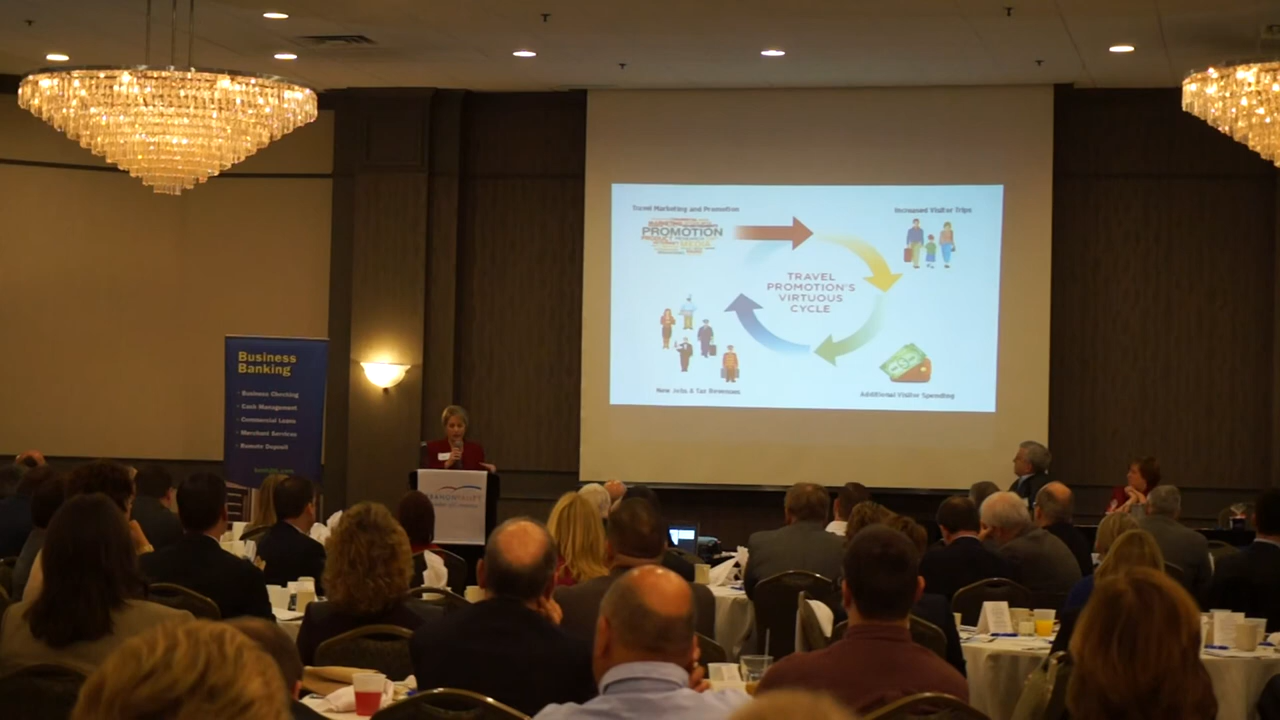 Travel Marketing and Promotion
PROMOTION
MEDIA
Increased Visitor Trips
TRAVEL
PROMOTION'S
VIRTUOUS
CYCLE
New Jobs & Tax Revenues
Additional Visitor Spending
Business
Banking
· Business Checking
· Cash Management
· Commercial Loans
· Merchant Services
· Remote Deposit